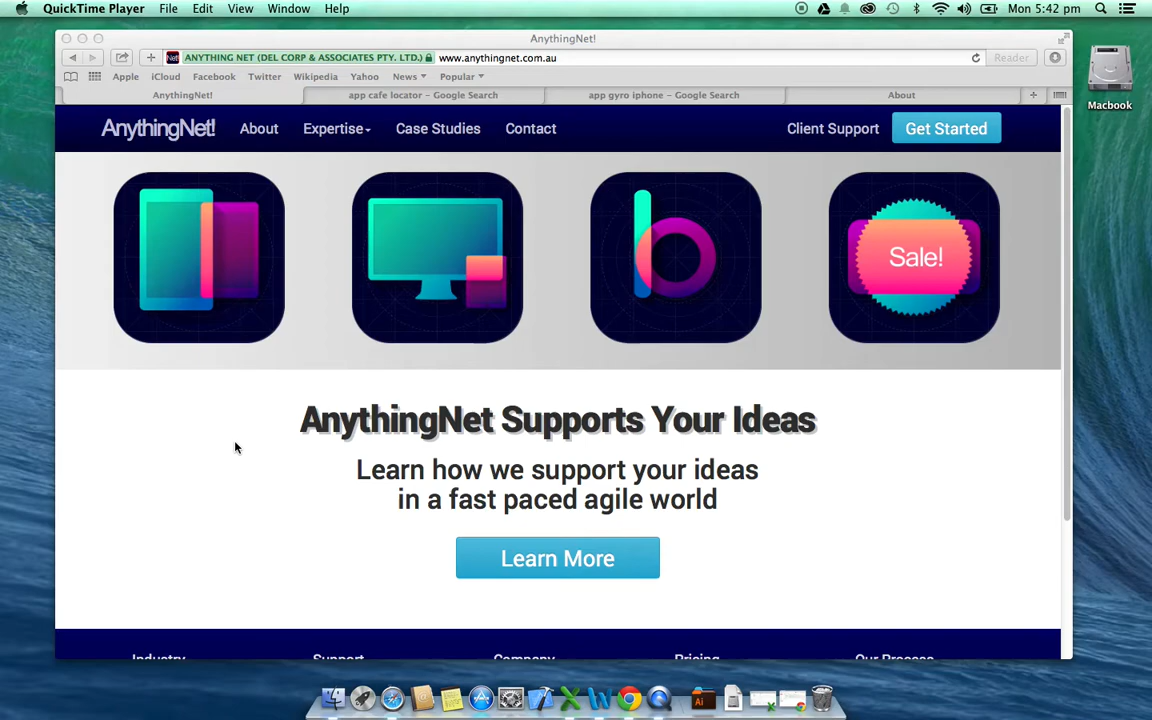 QuickTime Player File Edit View Window Help Mon 5:42 pm
AnythingNet!
Net! ANYTHING NET (DEL CORP & ASSOCIATES PTY. LTD.) www.anythingnet.com.au Reader
Apple iCloud Facebook Twitter Wikipedia Yahoo News Popular
AnythingNet! app cafe locator – Google Search app gyro iphone – Google Search About
Macbook
AnythingNet! About Expertise Case Studies Contact Client Support Get Started
b Sale!
AnythingNet Supports Your Ideas
Learn how we support your ideas
in a fast paced agile world
Learn More
Industry Support Company Pricing Our Process
Ai